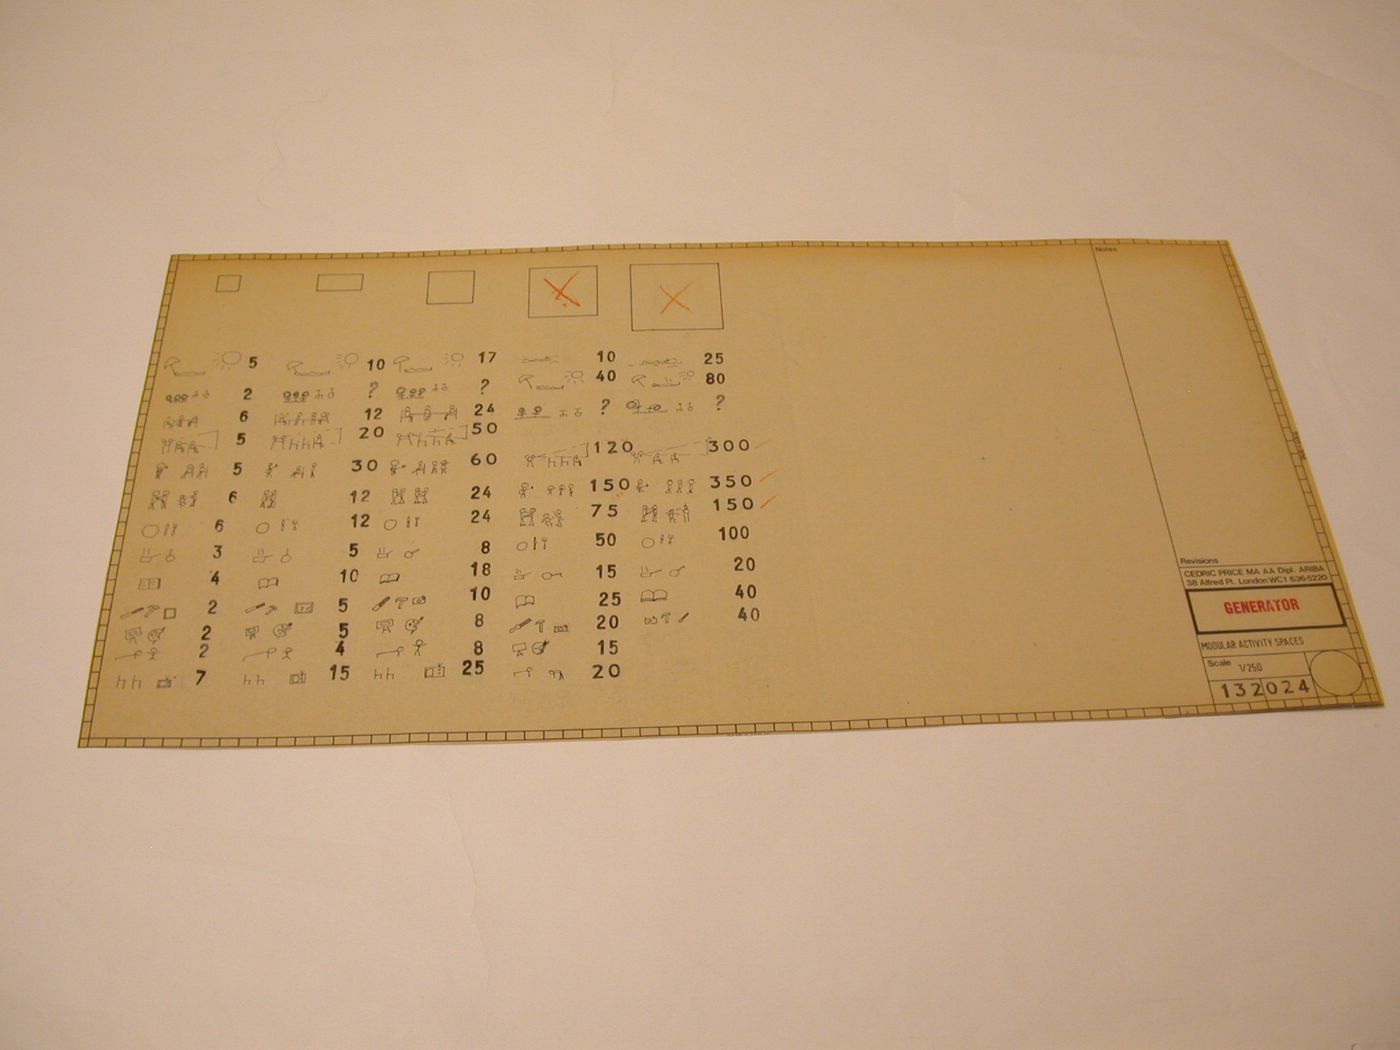 Notes
5 10 17 10 25
2 ? ? 40 80
6 12 24 ? ?
5 20 50 120 300
5 30 60 150 350
6 12 24 75 150
6 12 24 50 100
3 5 8 15 20
4 10 18 25 40
2 5 10 20 40
2 5 8 15
2 4 8 20
7 15 25
Revisions
CEDRIC PRICE MA AA Dipl. ARIBA
38 Alfred Pl. London WC1 636-5220
GENERATOR
MODULAR ACTIVITY SPACES
Scale 1/250
132024